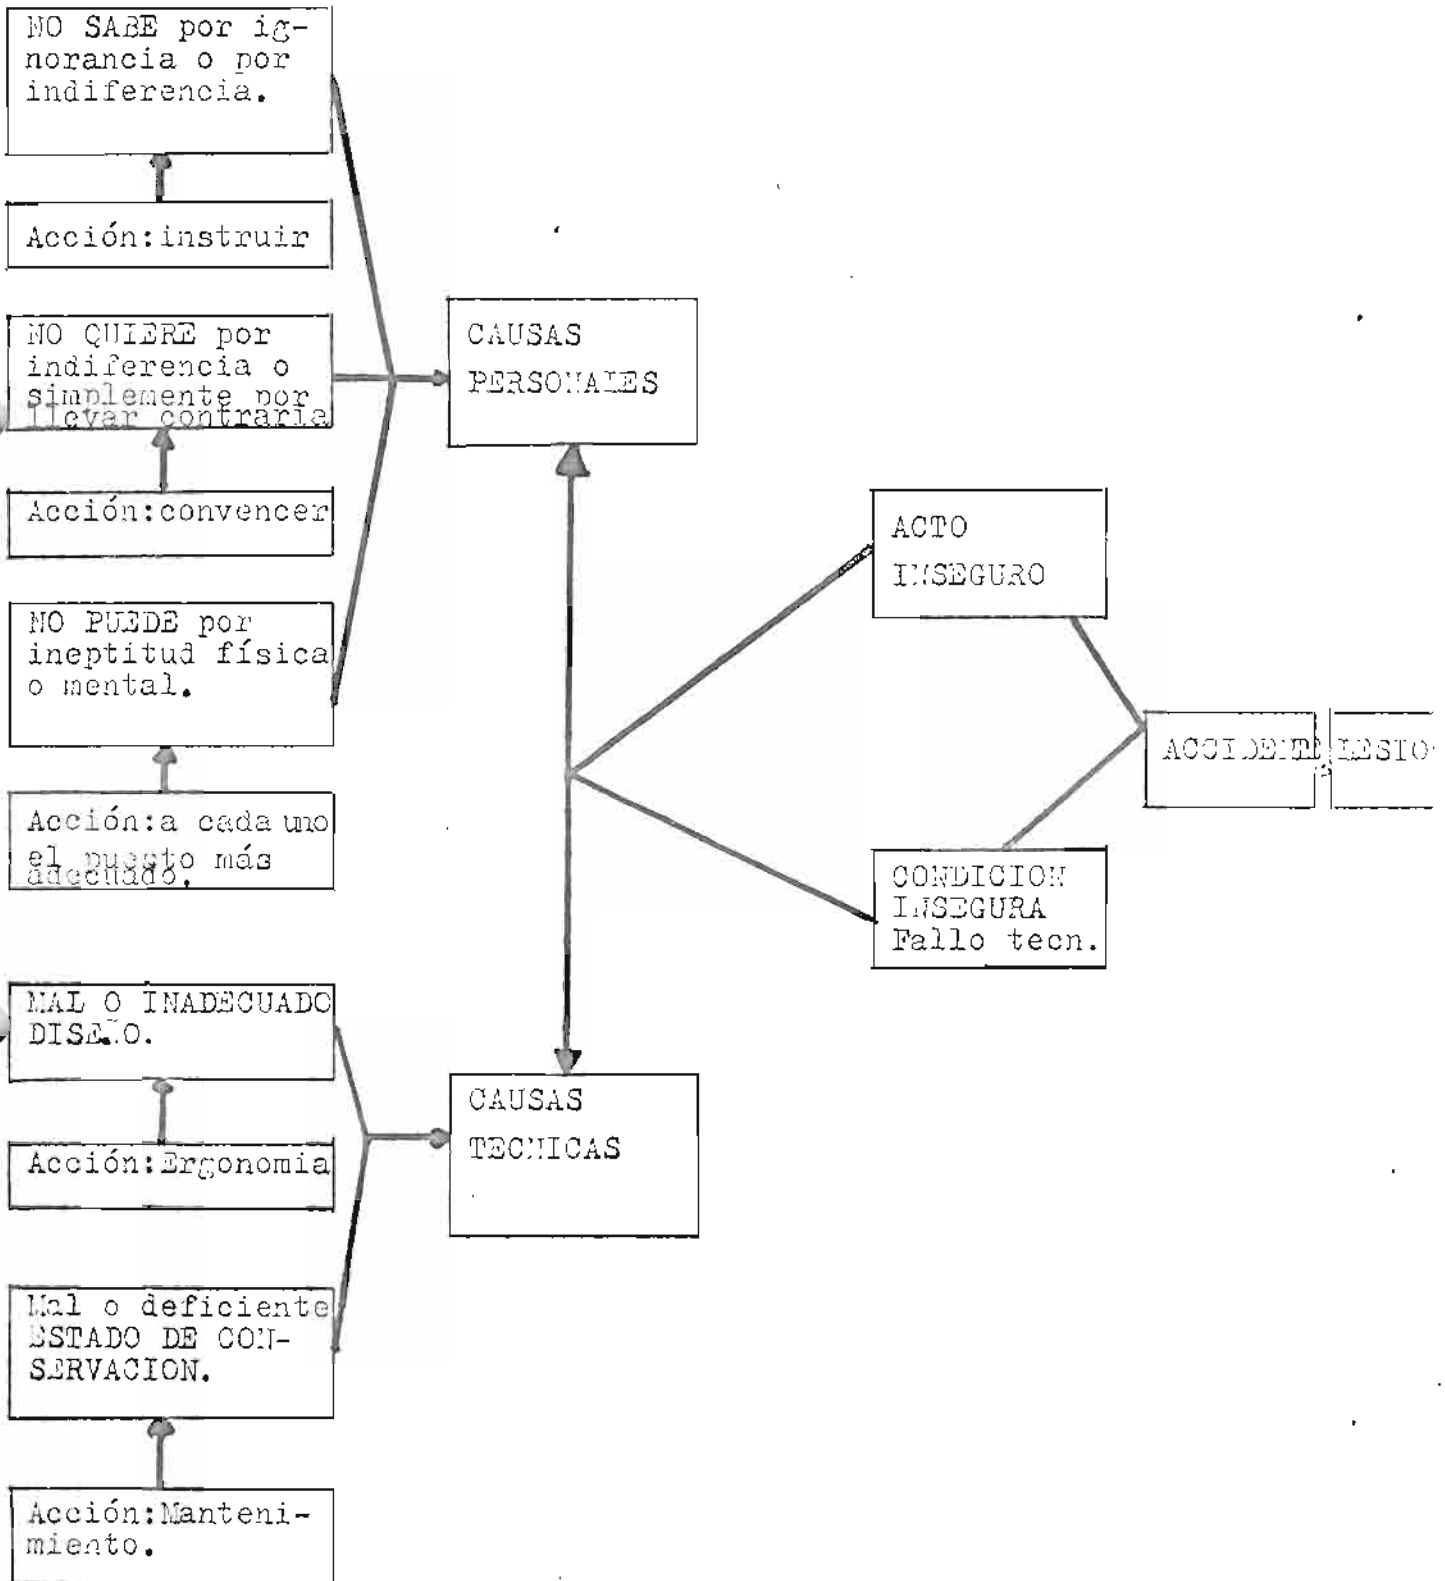 NO SABE por ig-
norancia o por
indiferencia.
Acción:instruir
NO QUIERE por
indiferencia o
simplemente por
llevar contraria
Acción:convencer
NO PUEDE por
ineptitud física
o mental.
Acción:a cada uno
el puesto más
adecuado.
MAL O INADECUADO
DISEÑO.
Acción:Ergonomia
Mal o deficiente
ESTADO DE CON-
SERVACION.
Acción:Manteni-
miento.
CAUSAS
PERSONALES
CAUSAS
TECNICAS
ACTO
INSEGURO
CONDICION
INSEGURA
Fallo tecn.
ACCIDENTE
LESIO